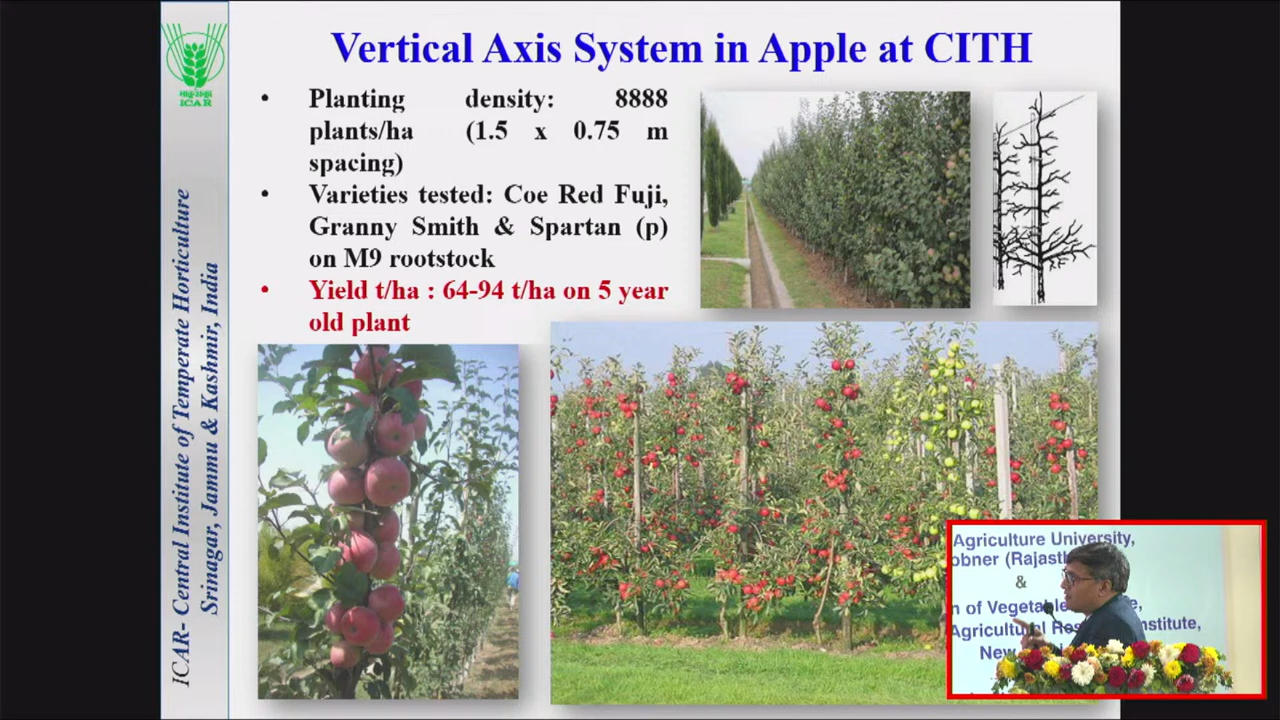 Vertical Axis System in Apple at CITH
• Planting density: 8888
plants/ha (1.5 x 0.75 m
spacing)
• Varieties tested: Coe Red Fuji,
Granny Smith & Spartan (p)
on M9 rootstock
• Yield t/ha : 64-94 t/ha on 5 year
old plant
ICAR
ICAR- Central Institute of Temperate Horticulture
Srinagar, Jammu & Kashmir, India
Agriculture University,
&
of
Agricultural
New